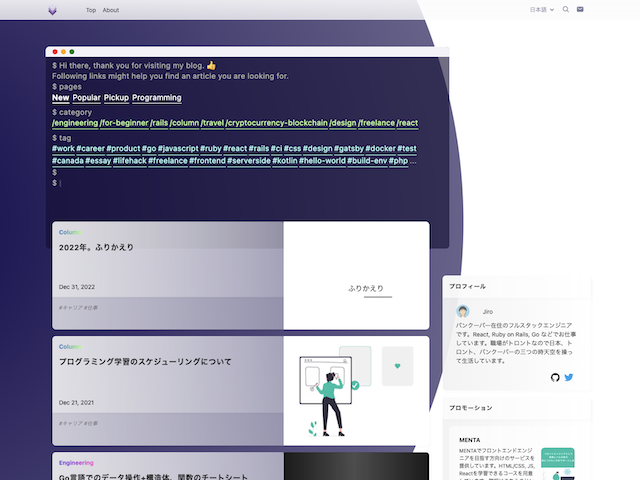 Top About 日本語
$ Hi there, thank you for visiting my blog. 👍
Following links might help you find an article you are looking for.
$ pages
New Popular Pickup Programming
$ category
/engineering /for-beginner /rails /column /travel /cryptocurrency-blockchain /design /freelance /react
$ tag
#work #career #product #go #javascript #ruby #react #rails #ci #css #design #gatsby #docker #test
#canada #essay #lifehack #freelance #frontend #serverside #kotlin #hello-world #build-env #php ...
$
$
Column
2022年。ふりかえり
Dec 31, 2022
#キャリア #仕事
ふりかえり
Column
プログラミング学習のスケジューリングについて
Dec 21, 2021
#キャリア #仕事
Engineering
Go言語でのデータ操作+構造体、関数のチートシート
プロフィール
Jiro
バンクーバー在住のフルスタックエンジニア
です。React, Ruby on Rails, Go などでお仕事
しています。職場がトロントなので日本、ト
ロント、バンクーバーの三つの時天空を操っ
て生活しています。
プロモーション
MENTA
MENTAでフロントエンドエンジ
ニアを目指す方向けのサービスを
提供しています。HTML/CSS, JS,
Reactを学習できるコースを用意